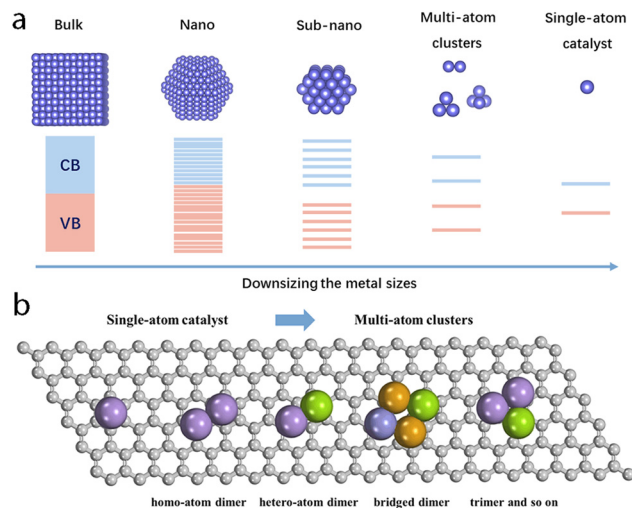 a
Bulk
Nano
Sub-nano
Multi-atom
clusters
Single-atom
catalyst
CB
VB
Downsizing the metal sizes
b
Single-atom catalyst
Multi-atom clusters
homo-atom dimer
hetero-atom dimer
bridged dimer
trimer and so on